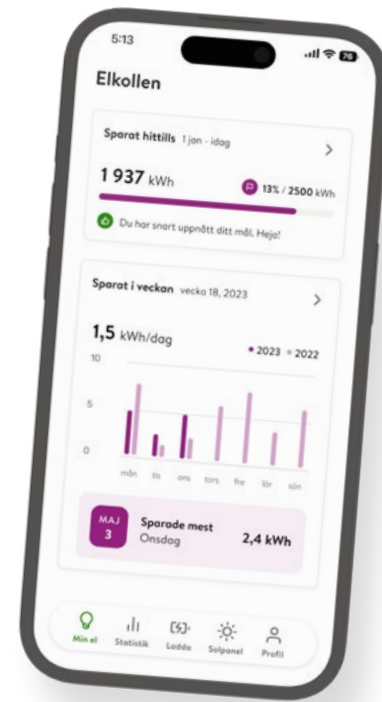 5:13
76
Elkollen
Sparat hittills 1 jan - idag
1 937 kWh
13% / 2500 kWh
Du har snart uppnått ditt mål, Heja!
Sparat i veckan vecka 18, 2023
1,5 kWh/dag
2023 2022
10
5
0
mån tis ons tors fre lör sön
MAJ
3
Sparade mest
Onsdag
2,4 kWh
Min el Statistik Ladda Solpanel Profil